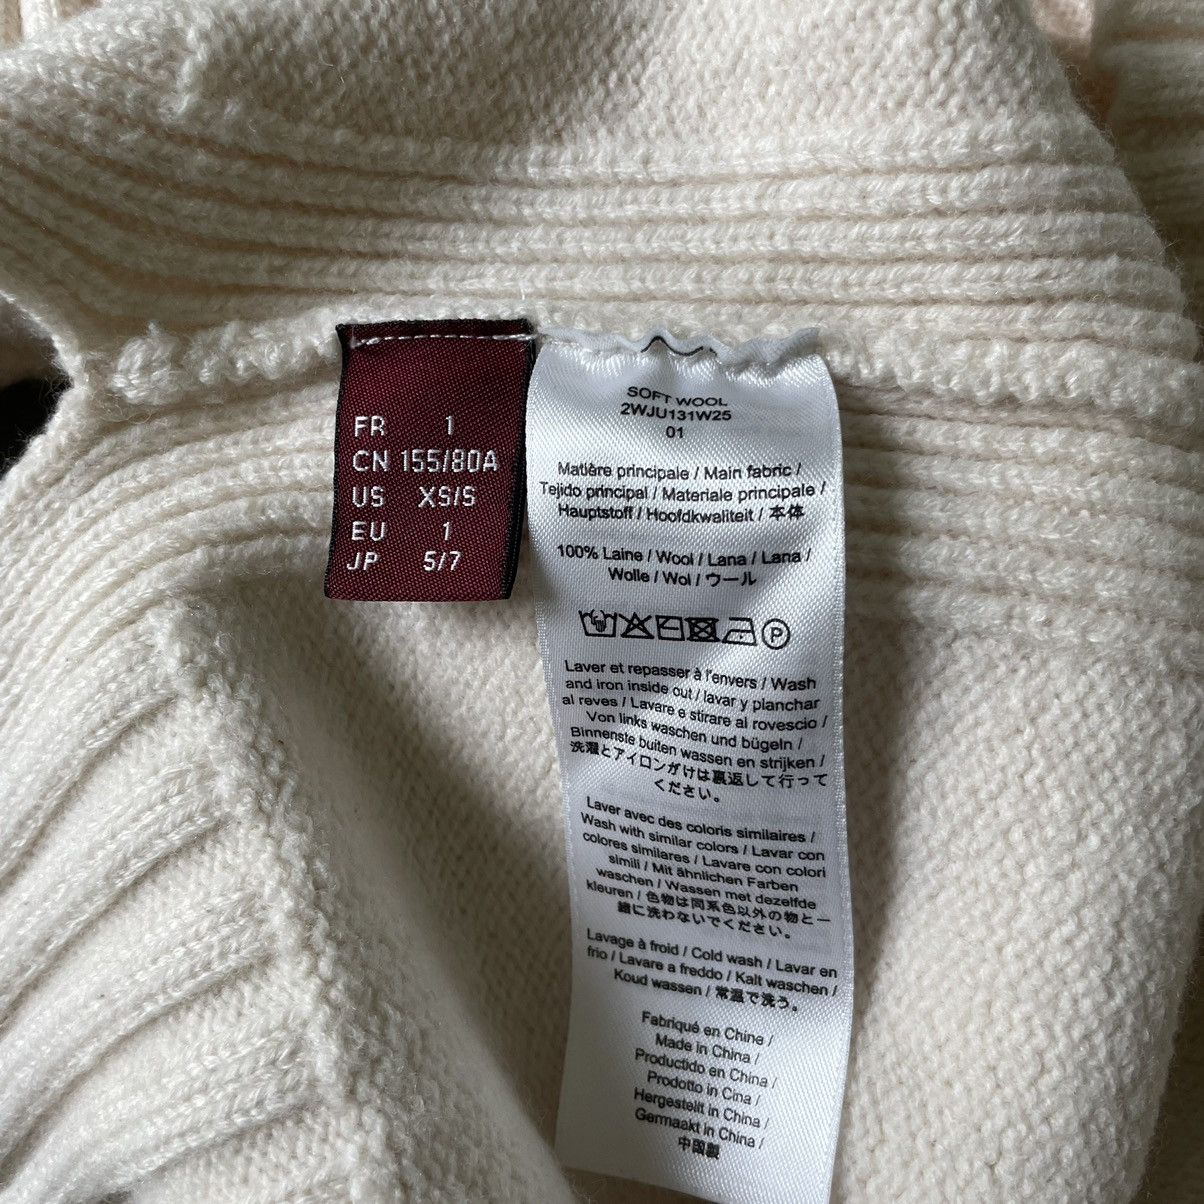 FR 1
CN 155/80A
US XS/S
EU 1
JP 5/7
SOFT WOOL
2WJU131W25
01
Matière principale / Main fabric /
Tejido principal / Materiale principale /
Hauptstoff / Hoofdkwaliteit / 本体
100% Laine / Wool / Lana / Lana /
Wolle / Wol / ウール
P
Laver et repasser à l'envers / Wash
and iron inside out / lavar y planchar
al reves / Lavare e stirare al rovescio /
Von links waschen und bügeln /
Binnenste buiten wassen en strijken /
洗濯とアイロンがけは裏返して行って
ください。
Laver avec des coloris similaires /
Wash with similar colors / Lavar con
colores similares / Lavare con colori
simili / Mit ähnlichen Farben
waschen / Wassen met dezelfde
kleuren / 色物は同系色以外の物と一
緒に洗わないでください。
Lavage à froid / Cold wash / Lavar en
frio / Lavare a freddo / Kalt waschen /
Koud wassen / 常温で洗う。
Fabriqué en Chine /
Made in China /
Productido en China /
Prodotto in Cina /
Hergestellt in China /
Germaakt in China /
中国製